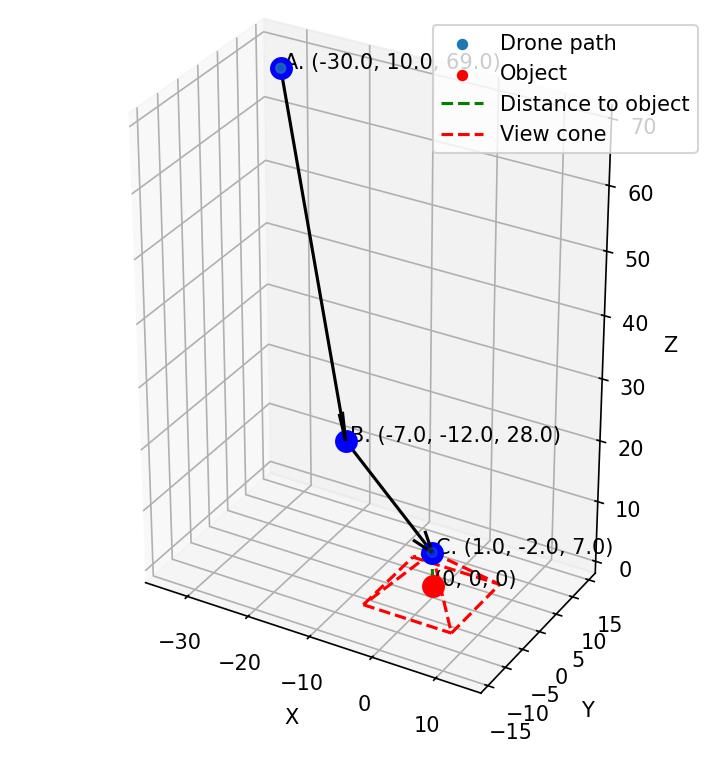 Drone path
Object
Distance to object
View cone
A. (-30.0, 10.0, 69.0)
B. (-7.0, -12.0, 28.0)
C. (1.0, -2.0, 7.0)
(0, 0, 0)
70
60
50
40
30
20
10
0
Z
−30
−20
−10
0
10
X
15
10
5
0
−5
−10
−15
Y